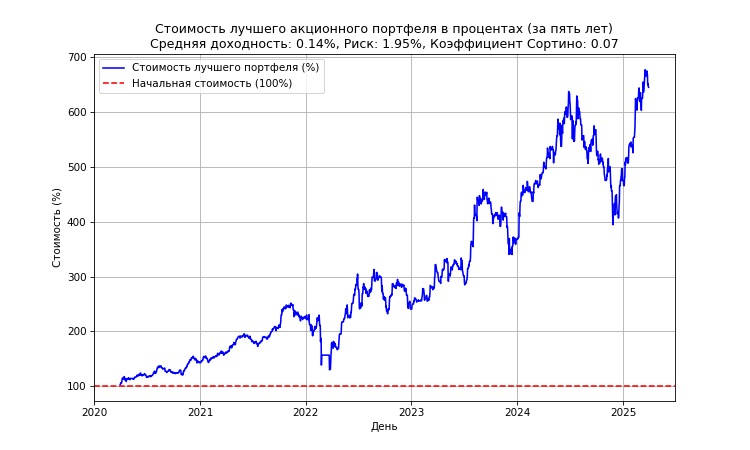 Стоимость лучшего акционного портфеля в процентах (за пять лет)
Средняя доходность: 0.14%, Риск: 1.95%, Коэффициент Сортино: 0.07
Стоимость лучшего портфеля (%)
Начальная стоимость (100%)
Стоимость (%)
700
600
500
400
300
200
100
2020
2021
2022
2023
2024
2025
День